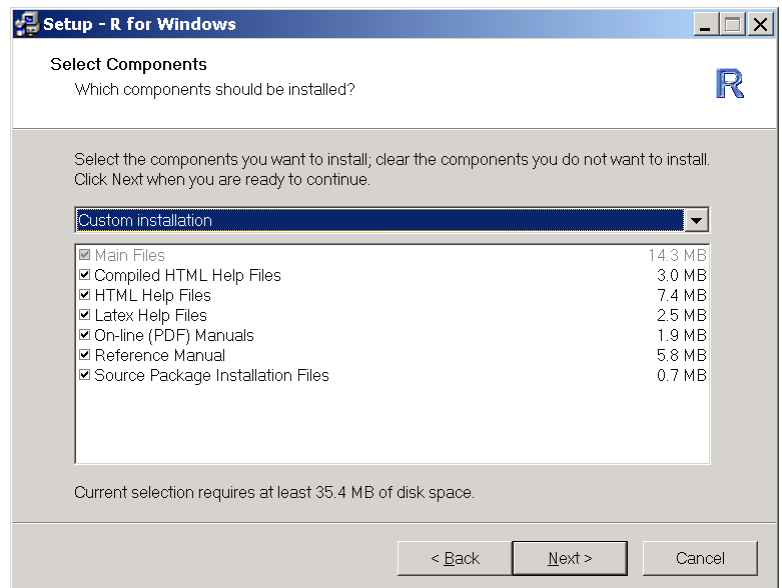 Setup - R for Windows
Select Components
Which components should be installed?
R
Select the components you want to install; clear the components you do not want to install.
Click Next when you are ready to continue.
Custom installation
Main Files 14.3 MB
Compiled HTML Help Files 3.0 MB
HTML Help Files 7.4 MB
Latex Help Files 2.5 MB
On-line (PDF) Manuals 1.9 MB
Reference Manual 5.8 MB
Source Package Installation Files 0.7 MB
Current selection requires at least 35.4 MB of disk space.
< Back Next > Cancel